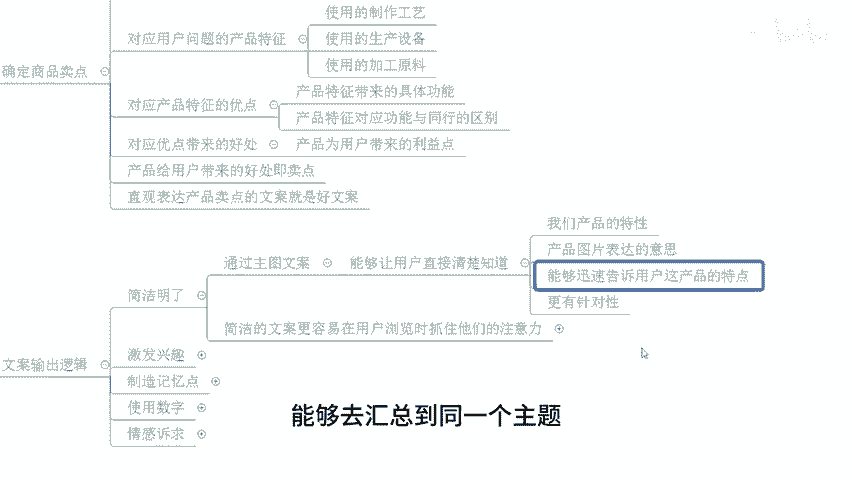 使用的制作工艺
对应用户问题的产品特征
使用的生产设备
使用的加工原料
确定商品卖点
产品特征带来的具体功能
对应产品特征的优点
产品特征对应功能与同行的区别
对应优点带来的好处
产品为用户带来的利益点
产品给用户带来的好处即卖点
直观表达产品卖点的文案就是好文案
我们产品的特性
产品图片表达的意思
通过主图文案
能够让用户直接清楚知道
能够迅速告诉用户这产品的特点
简洁明了
更有针对性
简洁的文案更容易在用户浏览时抓住他们的注意力
文案输出逻辑
激发兴趣
制造记忆点
使用数字
情感诉求
能够去汇总到同一个主题